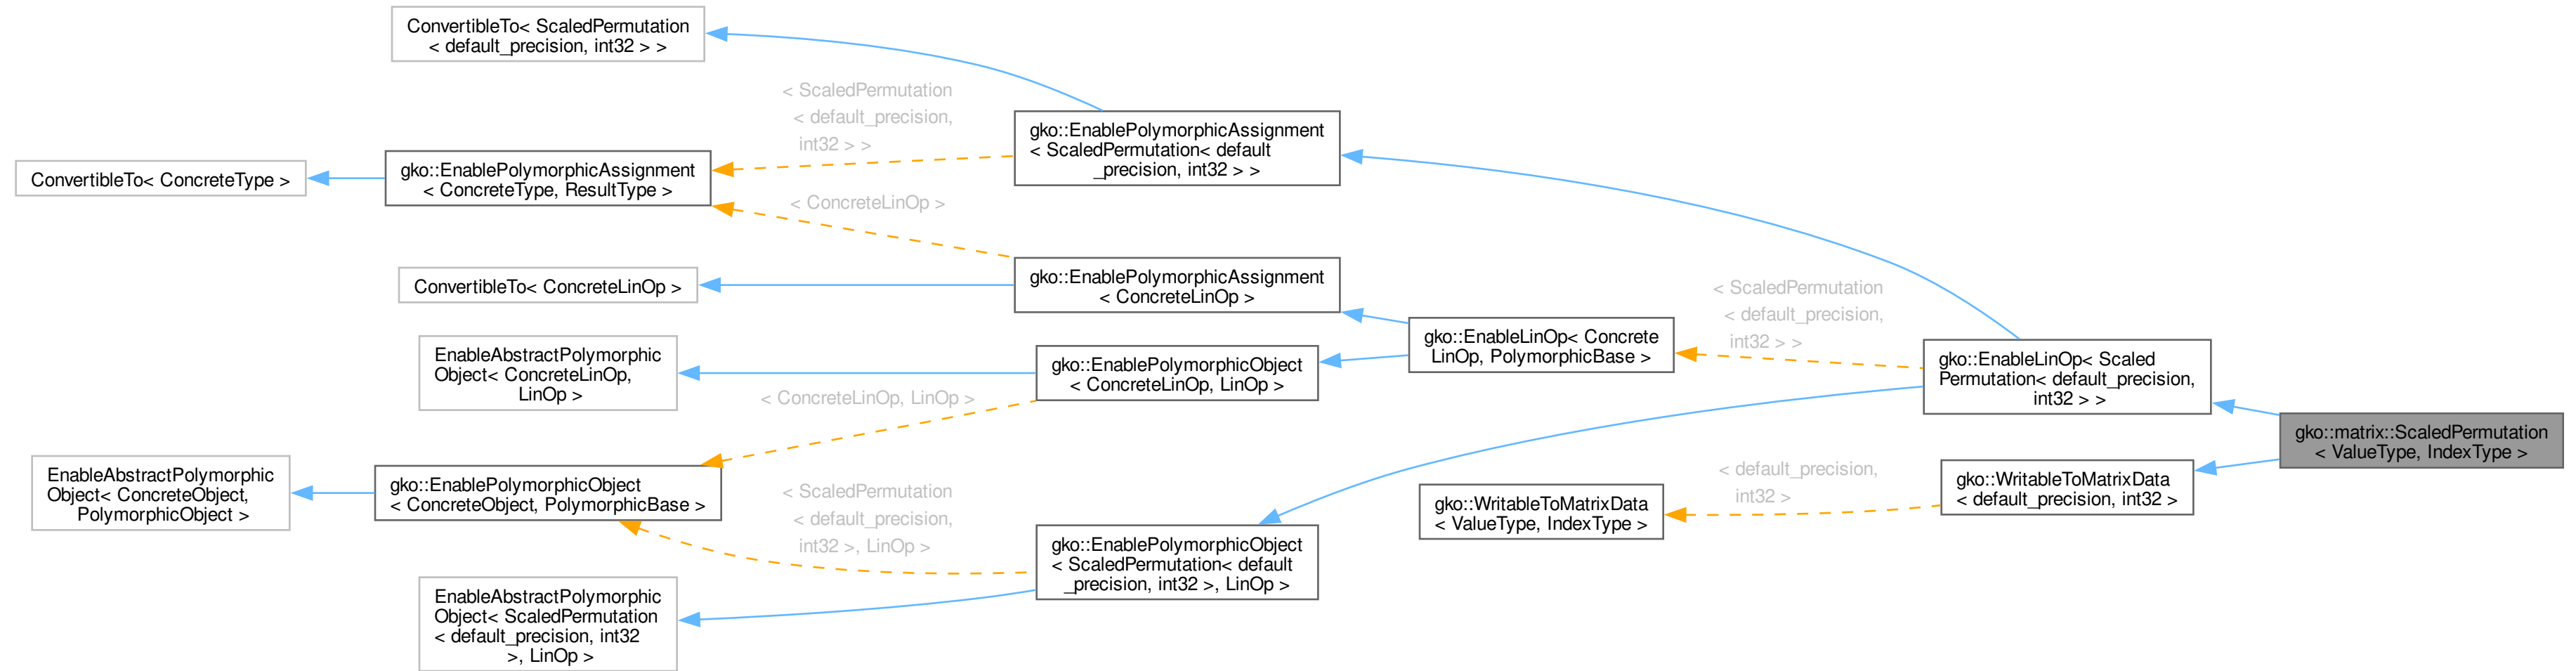 ConvertibleTo< ScaledPermutation
< default_precision, int32 > >
< ScaledPermutation
< default_precision,
int32 > >
gko::EnablePolymorphicAssignment
< ScaledPermutation< default
_precision, int32 > >
ConvertibleTo< ConcreteType >
gko::EnablePolymorphicAssignment
< ConcreteType, ResultType >
< ConcreteLinOp >
ConvertibleTo< ConcreteLinOp >
gko::EnablePolymorphicAssignment
< ConcreteLinOp >
< ScaledPermutation
< default_precision,
int32 > >
EnableAbstractPolymorphic
Object< ConcreteLinOp,
LinOp >
gko::EnablePolymorphicObject
< ConcreteLinOp, LinOp >
gko::EnableLinOp< Concrete
LinOp, PolymorphicBase >
gko::EnableLinOp< Scaled
Permutation< default_precision,
int32 > >
< ConcreteLinOp, LinOp >
gko::matrix::ScaledPermutation
< ValueType, IndexType >
EnableAbstractPolymorphic
Object< ConcreteObject,
PolymorphicObject >
gko::EnablePolymorphicObject
< ConcreteObject, PolymorphicBase >
< ScaledPermutation
< default_precision,
int32 >, LinOp >
gko::WritableToMatrixData
< ValueType, IndexType >
< default_precision,
int32 >
gko::WritableToMatrixData
< default_precision, int32 >
gko::EnablePolymorphicObject
< ScaledPermutation< default
_precision, int32 >, LinOp >
EnableAbstractPolymorphic
Object< ScaledPermutation
< default_precision, int32
>, LinOp >